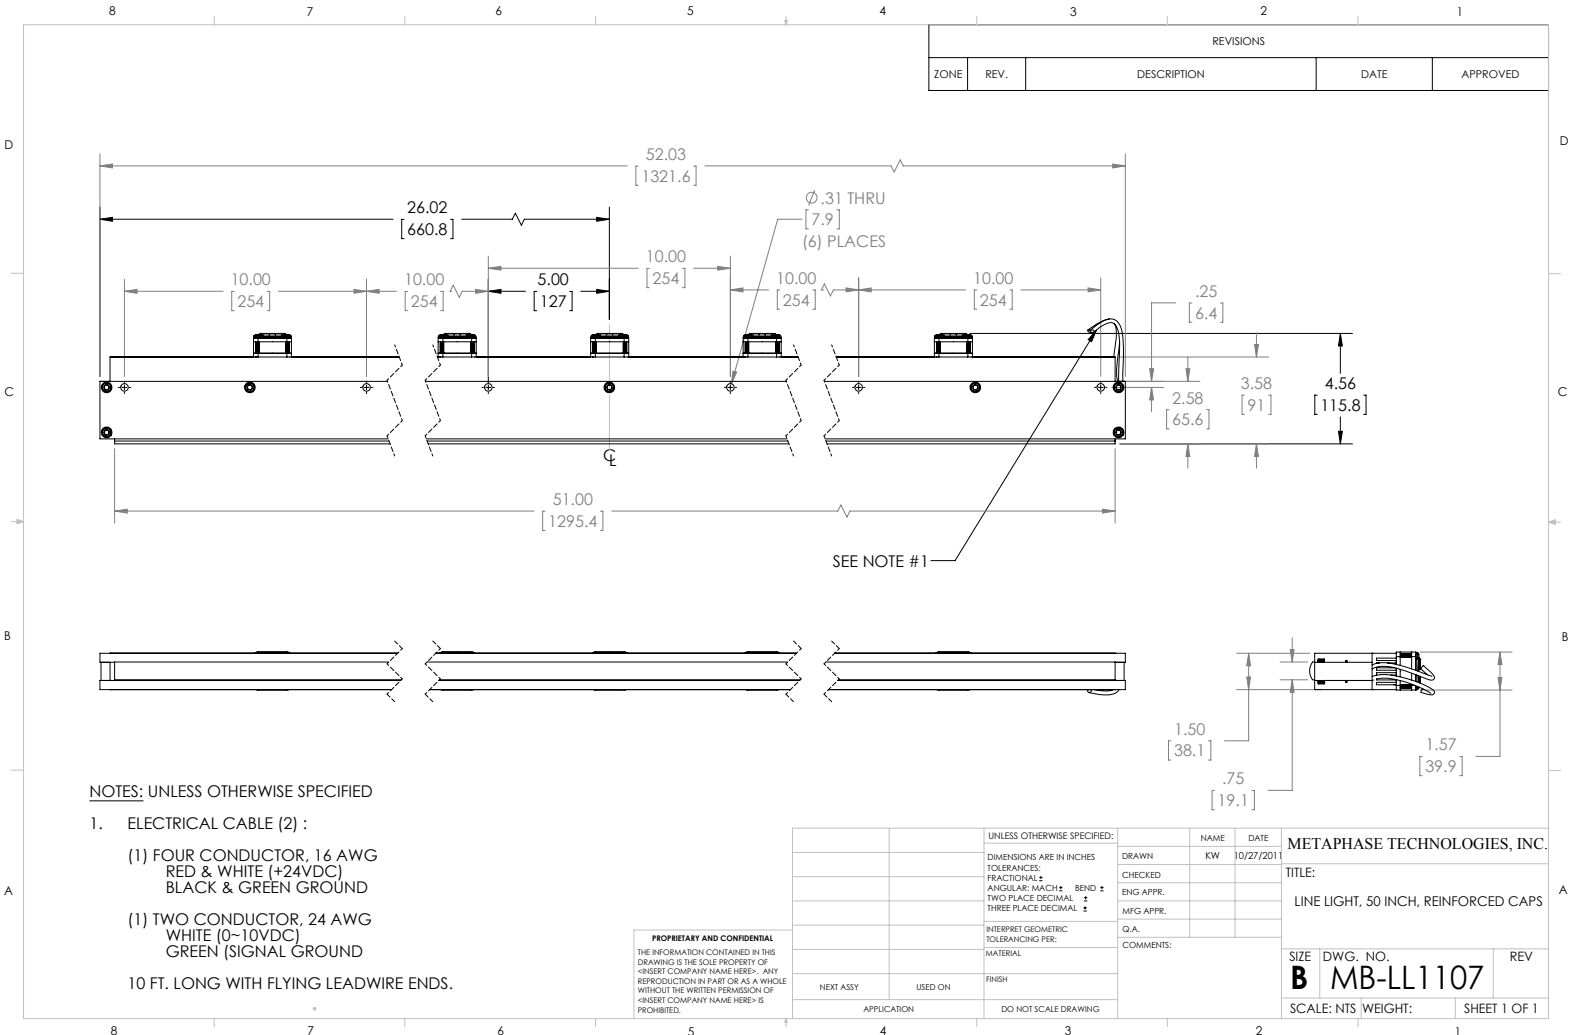 8 7 6 5 4 3 2 1
REVISIONS
ZONE REV. DESCRIPTION DATE APPROVED
D D
52.03
[1321.6]
26.02
[660.8]
Ø.31 THRU
[7.9]
(6) PLACES
10.00
[254]
10.00
[254]
10.00
[254]
5.00
[127]
10.00
[254]
10.00
[254]
.25
[6.4]
C C
2.58
[65.6]
3.58
[91]
4.56
[115.8]
℄
51.00
[1295.4]
SEE NOTE #1
B B
1.50
[38.1]
.75
[19.1]
1.57
[39.9]
NOTES: UNLESS OTHERWISE SPECIFIED
1. ELECTRICAL CABLE (2) :
(1) FOUR CONDUCTOR, 16 AWG
RED & WHITE (+24VDC)
BLACK & GREEN GROUND
(1) TWO CONDUCTOR, 24 AWG
WHITE (0~10VDC)
GREEN (SIGNAL GROUND
10 FT. LONG WITH FLYING LEADWIRE ENDS.
A A
PROPRIETARY AND CONFIDENTIAL
THE INFORMATION CONTAINED IN THIS
DRAWING IS THE SOLE PROPERTY OF
<INSERT COMPANY NAME HERE>. ANY
REPRODUCTION IN PART OR AS A WHOLE
WITHOUT THE WRITTEN PERMISSION OF
<INSERT COMPANY NAME HERE> IS
PROHIBITED.
NEXT ASSY USED ON
APPLICATION
UNLESS OTHERWISE SPECIFIED:
DIMENSIONS ARE IN INCHES
TOLERANCES:
FRACTIONAL ±
ANGULAR: MACH ± BEND ±
TWO PLACE DECIMAL ±
THREE PLACE DECIMAL ±
INTERPRET GEOMETRIC
TOLERANCING PER:
MATERIAL
FINISH
DO NOT SCALE DRAWING
NAME DATE
DRAWN KW 10/27/2011
CHECKED
ENG APPR.
MFG APPR.
Q.A.
COMMENTS:
METAPHASE TECHNOLOGIES, INC.
TITLE:
LINE LIGHT, 50 INCH, REINFORCED CAPS
SIZE DWG. NO. REV
B MB-LL1107
SCALE: NTS WEIGHT: SHEET 1 OF 1
8 7 6 5 4 3 2 1